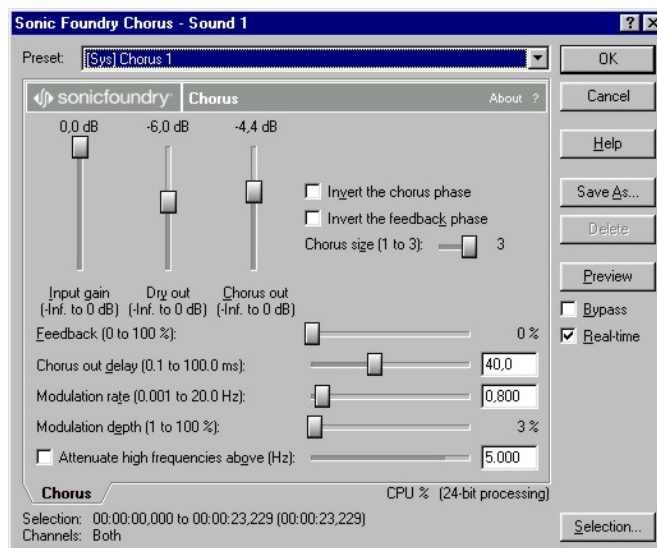 Sonic Foundry Chorus - Sound 1
Preset: [Sys] Chorus 1
OK
sonicfoundry Chorus About ?
Cancel
0,0 dB -6,0 dB -4,4 dB
Help
Invert the chorus phase
Save As...
Invert the feedback phase
Delete
Chorus size (1 to 3): 3
Preview
Input gain Dry out Chorus out
(-Inf. to 0 dB) (-Inf. to 0 dB) (-Inf. to 0 dB)
Bypass
Feedback (0 to 100 %): 0 %
Real-time
Chorus out delay (0.1 to 100.0 ms): 40,0
Modulation rate (0.001 to 20.0 Hz): 0,800
Modulation depth (1 to 100 %): 3 %
Attenuate high frequencies above (Hz): 5.000
Chorus CPU % (24-bit processing)
Selection: 00:00:00,000 to 00:00:23,229 (00:00:23,229)
Channels: Both
Selection...